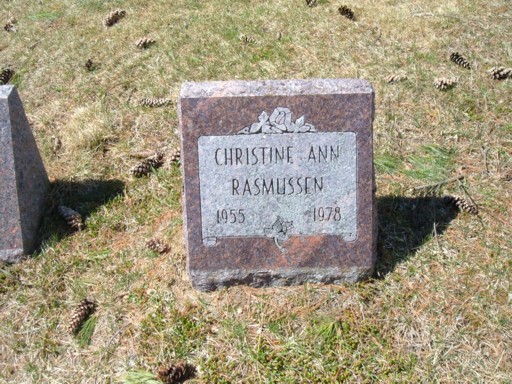 CHRISTINE ANN
RASMUSSEN
1955 1978